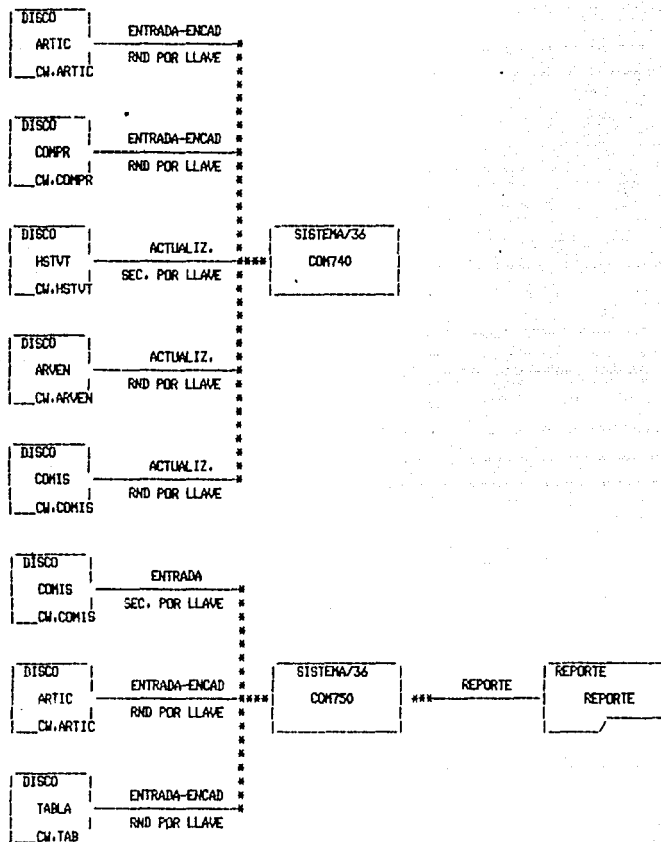 DISCO
ARTIC
CW.ARTIC
ENTRADA-ENCAD
RND POR LLAVE
DISCO
COMPR
CW.COMPR
ENTRADA-ENCAD
RND POR LLAVE
DISCO
HSTVT
CW.HSTVT
ACTUALIZ.
SEC. POR LLAVE
SISTEMA/36
COM740
DISCO
ARVEN
CW.ARVEN
ACTUALIZ.
RND POR LLAVE
DISCO
COMIS
CW.COMIS
ACTUALIZ.
RND POR LLAVE
DISCO
COMIS
CW.COMIS
ENTRADA
SEC. POR LLAVE
DISCO
ARTIC
CW.ARTIC
ENTRADA-ENCAD
RND POR LLAVE
SISTEMA/36
COM750
REPORTE
REPORTE
REPORTE
DISCO
TABLA
CW.TAB
ENTRADA-ENCAD
RND POR LLAVE